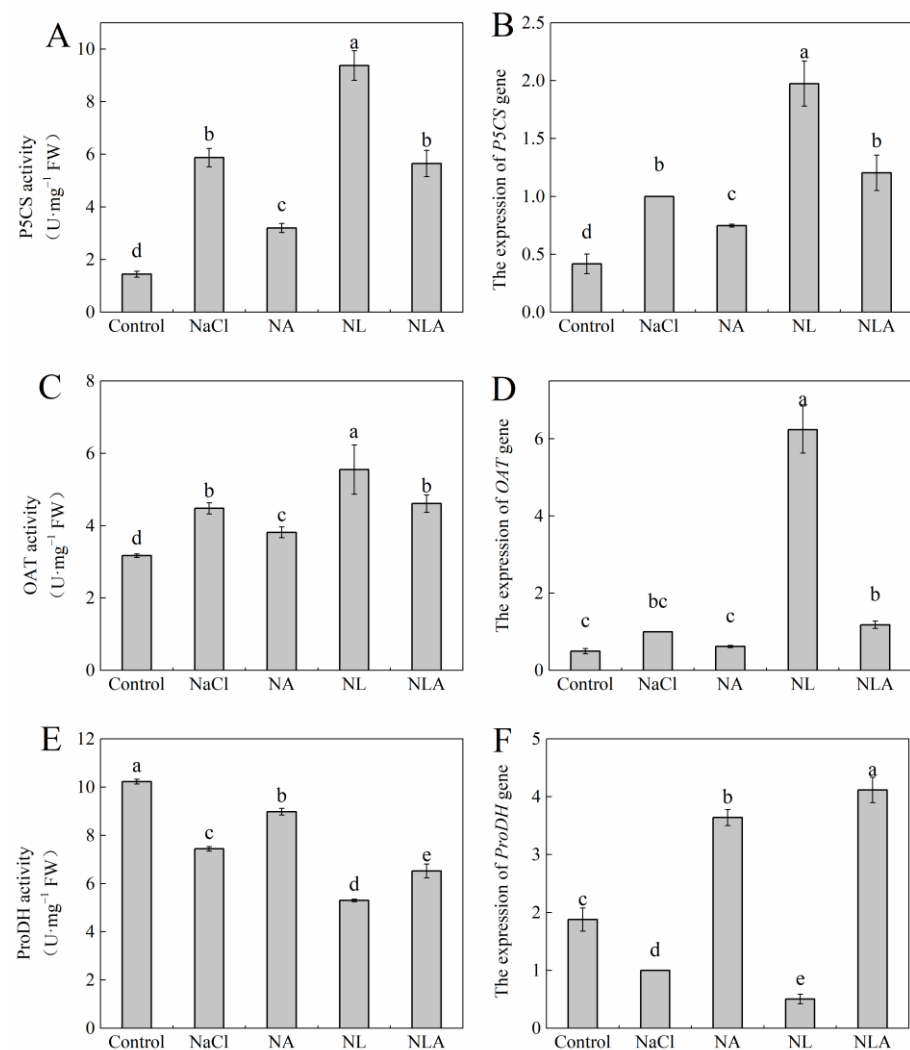 A
P5CS activity
(U·mg⁻¹ FW)
10
8
6
4
2
0
d
b
c
a
b
Control NaCl NA NL NLA
B
The expression of P5CS gene
2.5
2.0
1.5
1.0
0.5
0.0
d
b
c
a
b
Control NaCl NA NL NLA
C
OAT activity
(U·mg⁻¹ FW)
8
6
4
2
0
d
b
c
a
b
Control NaCl NA NL NLA
D
The expression of OAT gene
6
4
2
0
c
bc
c
a
b
Control NaCl NA NL NLA
E
ProDH activity
(U·mg⁻¹ FW)
12
10
8
6
4
2
0
a
c
b
d
e
Control NaCl NA NL NLA
F
The expression of ProDH gene
5
4
3
2
1
0
c
d
b
e
a
Control NaCl NA NL NLA